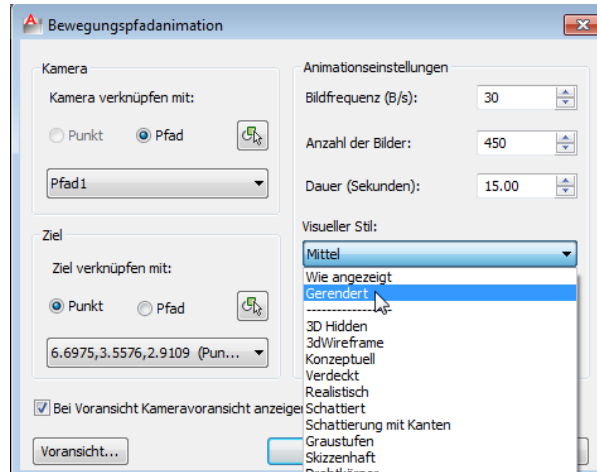 Bewegungspfadanimation
Kamera
Kamera verknüpfen mit:
Punkt
Pfad
Pfad1
Ziel
Ziel verknüpfen mit:
Punkt
Pfad
6.6975,3.5576,2.9109 (Pun...
Bei Voransicht Kameravoransicht anzeigen
Voransicht...
Animationseinstellungen
Bildfrequenz (B/s): 30
Anzahl der Bilder: 450
Dauer (Sekunden): 15.00
Visueller Stil:
Mittel
Wie angezeigt
Gerendert
-----------------
3D Hidden
3dWireframe
Konzeptuell
Verdeckt
Realistisch
Schattiert
Schattierung mit Kanten
Graustufen
Skizzenhaft